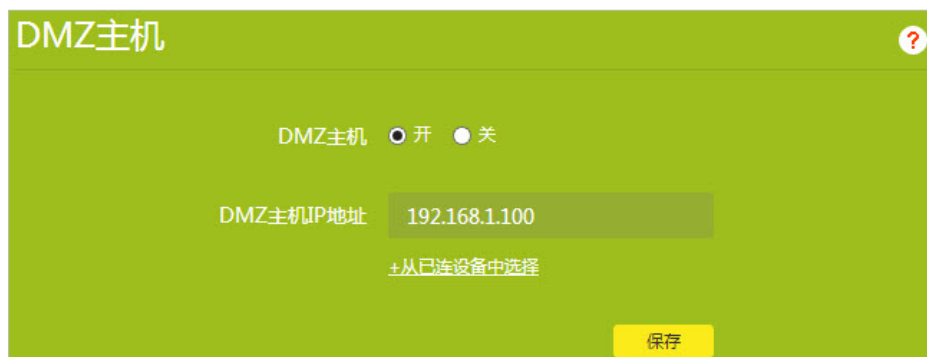 DMZ主机
?
DMZ主机 开 关
DMZ主机IP地址 192.168.1.100
+从已连设备中选择
保存